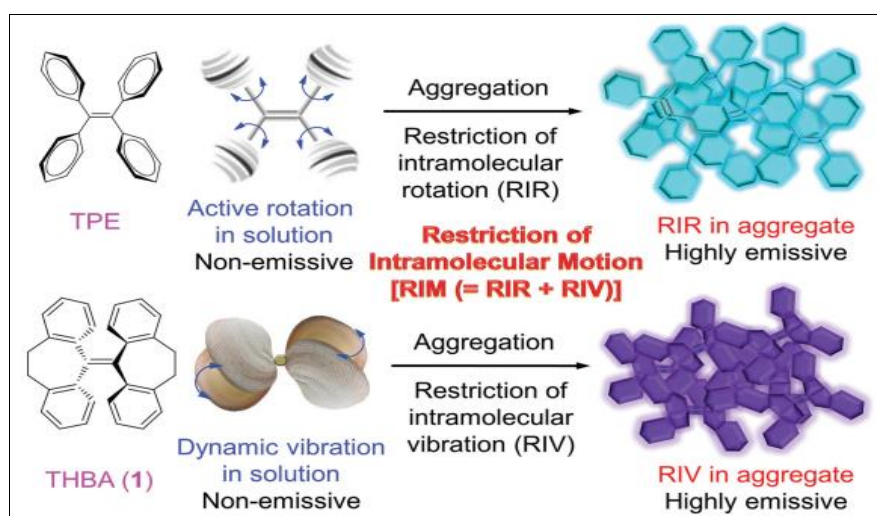 Aggregation
Restriction of
intramolecular
rotation (RIR)
TPE
Active rotation
in solution
Non-emissive
RIR in aggregate
Highly emissive
Restriction of
Intramolecular Motion
[RIM (= RIR + RIV)]
Aggregation
Restriction of
intramolecular
vibration (RIV)
THBA (1)
Dynamic vibration
in solution
Non-emissive
RIV in aggregate
Highly emissive